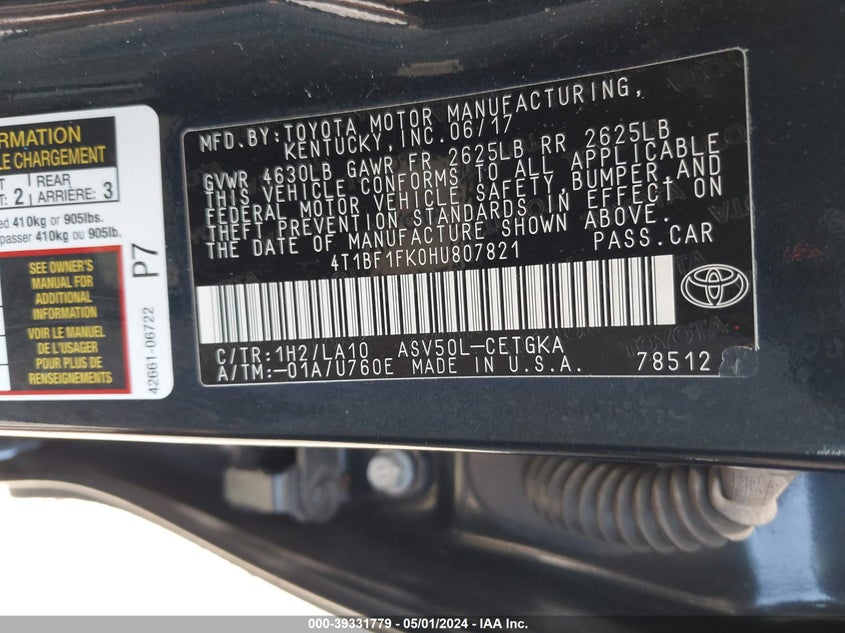 MFD.BY:TOYOTA MOTOR MANUFACTURING,
KENTUCKY,INC.06/17
GVWR 4630LB GAWR FR 2625LB RR 2625LB
THIS VEHICLE CONFORMS TO ALL APPLICABLE
FEDERAL MOTOR VEHICLE SAFETY,BUMPER,AND
THEFT PREVENTION STANDARDS IN EFFECT ON
THE DATE OF MANUFACTURE SHOWN ABOVE.
4T1BF1FK0HU807821 PASS.CAR
C/TR:1H2/LA10 ASV50L-CETGKA
A/TM:-01A/U760E MADE IN U.S.A. 78512
ORMATION
LE CHARGEMENT
T 2 REAR
ARRIÈRE: 3
ed 410kg or 905lbs.
passer 410kg ou 905lb.
SEE OWNER'S
MANUAL FOR
ADDITIONAL
INFORMATION
VOIR LE MANUEL
DE L'USAGER
POUR PLUS DE
RENSEIGNEMENTS
P7
42661-06722
000-39331779 - 05/01/2024 - IAAI.COM